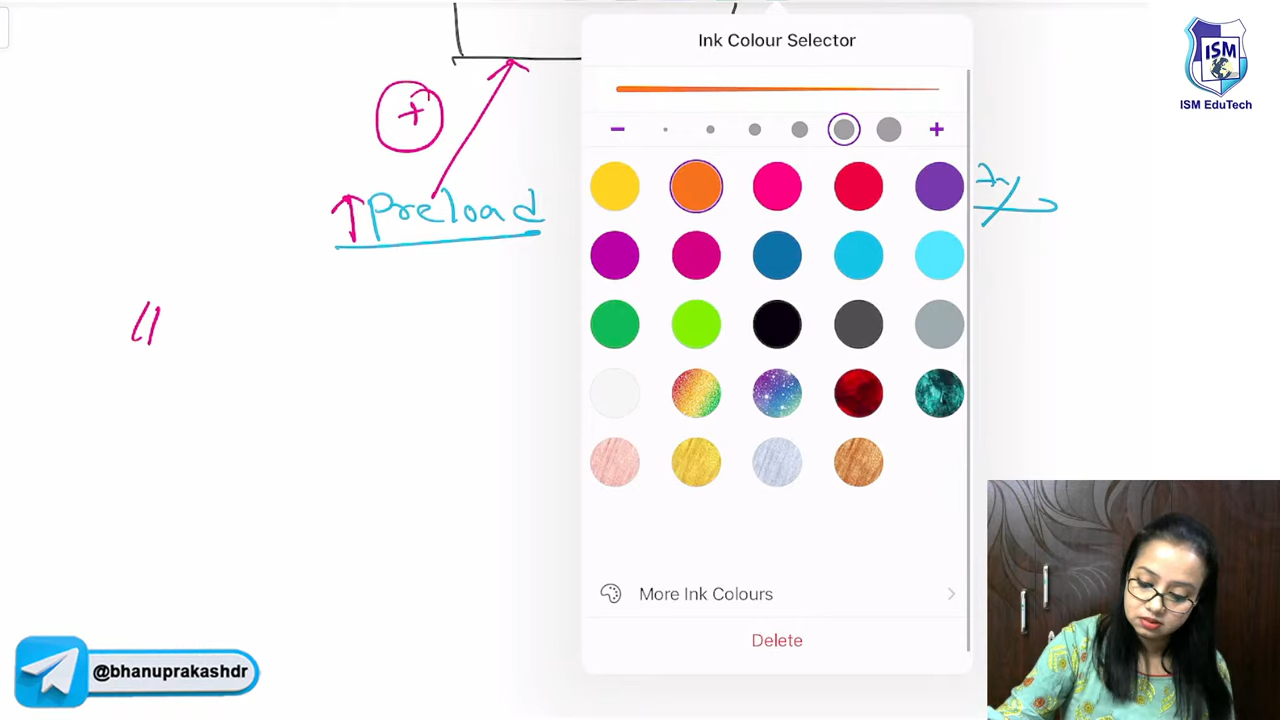 Ink Colour Selector
ISM
ISM EduTech
+
↑ Preload
More Ink Colours
Delete
@bhanuprakashdr